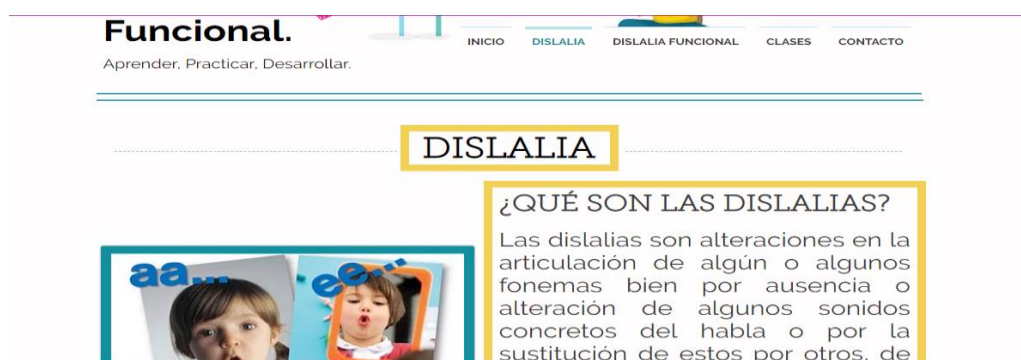 Funcional.
Aprender, Practicar, Desarrollar.
INICIO DISLALIA DISLALIA FUNCIONAL CLASES CONTACTO
DISLALIA
¿QUÉ SON LAS DISLALIAS?
Las dislalias son alteraciones en la
articulación de algún o algunos
fonemas bien por ausencia o
alteración de algunos sonidos
concretos del habla o por la
sustitución de estos por otros, de
aa...
ee...